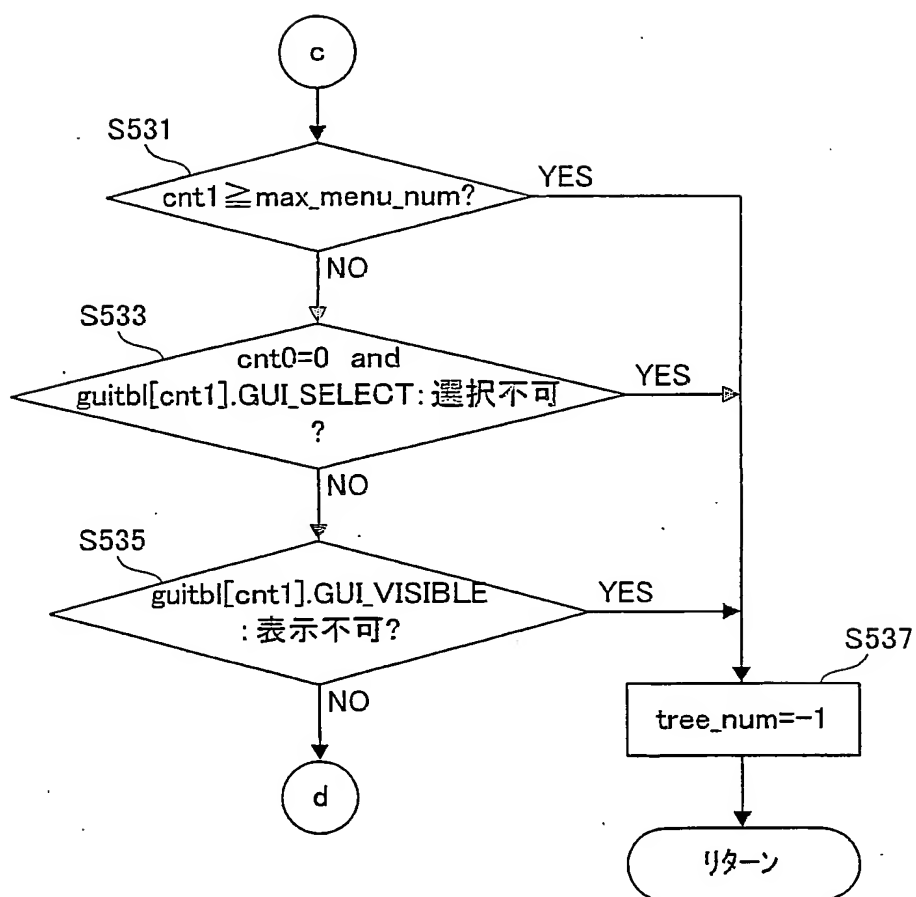 c
S531
cnt1≧max_menu_num?
YES
NO
S533
cnt0=0 and
guitbl[cnt1].GUI_SELECT:選択不可
?
YES
NO
S535
guitbl[cnt1].GUI_VISIBLE
:表示不可?
YES
NO
S537
tree_num=-1
d
リターン